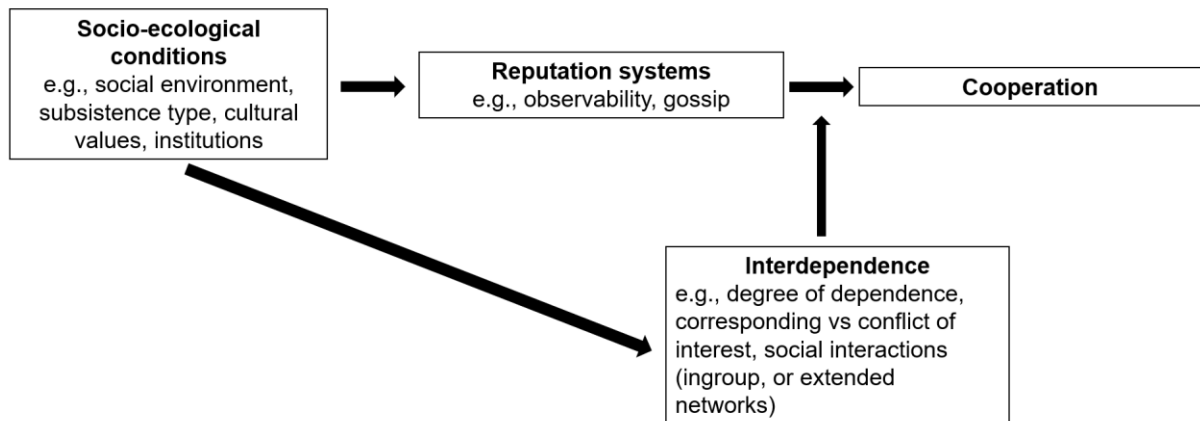 Socio-ecological
conditions
e.g., social environment,
subsistence type, cultural
values, institutions
Reputation systems
e.g., observability, gossip
Cooperation
Interdependence
e.g., degree of dependence,
corresponding vs conflict of
interest, social interactions
(ingroup, or extended
networks)